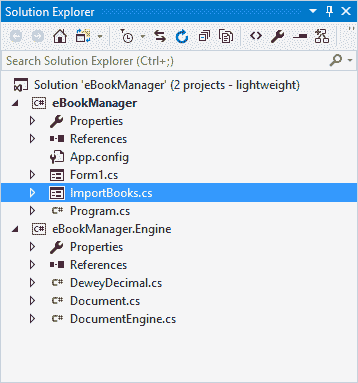 Solution Explorer
Search Solution Explorer (Ctrl+;)
Solution 'eBookManager' (2 projects - lightweight)
C# eBookManager
Properties
References
App.config
Form1.cs
ImportBooks.cs
C# Program.cs
C# eBookManager.Engine
Properties
References
C# DeweyDecimal.cs
C# Document.cs
C# DocumentEngine.cs